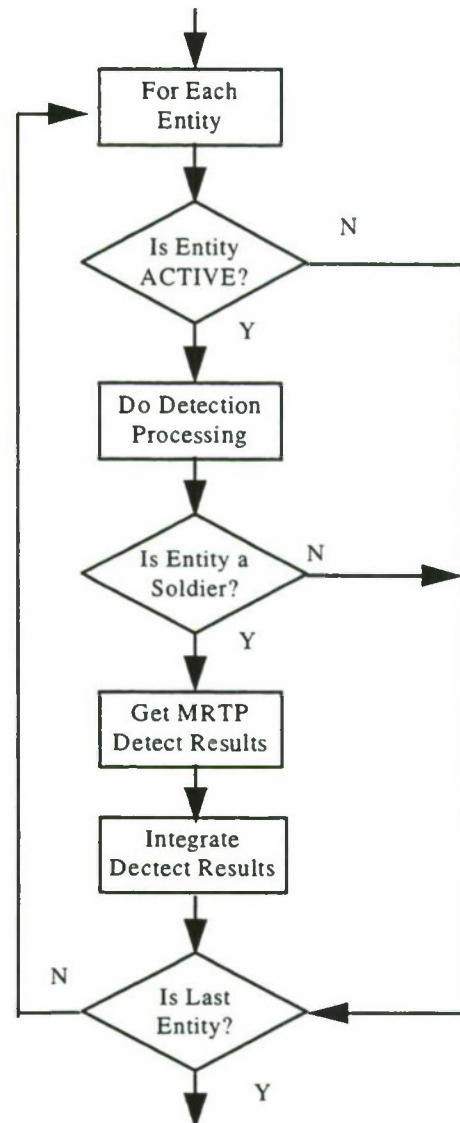 For Each
Entity
N
Is Entity
ACTIVE?
Y
Do Detection
Processing
N
Is Entity a
Soldier?
Y
Get MRTP
Detect Results
Integrate
Dectect Results
N
Is Last
Entity?
Y